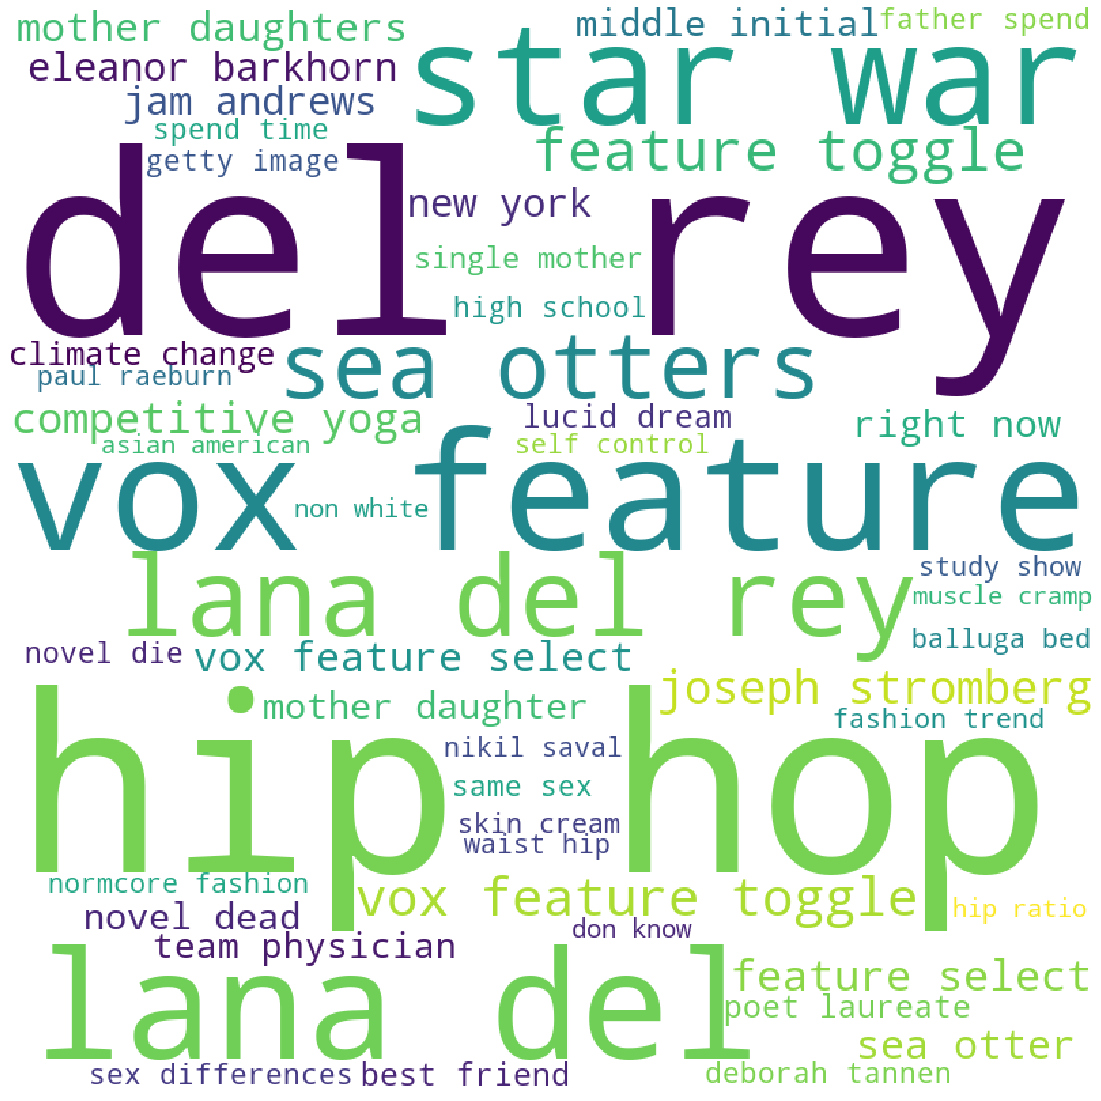 mother daughters
middle initial
father spend
eleanor barkhorn
star war
jam andrews
spend time
feature toggle
getty image
del rey
new york
single mother
high school
climate change
sea otters
paul raeburn
competitive yoga
lucid dream
right now
asian american
self control
vox feature
non white
lana del rey
study show
muscle cramp
balluga bed
novel die
vox feature select
joseph stromberg
mother daughter
fashion trend
hip hop
nikil saval
same sex
skin cream
waist hip
normcore fashion
vox feature toggle
hip ratio
novel dead
don know
team physician
lana del
feature select
poet laureate
sea otter
sex differences
best friend
deborah tannen